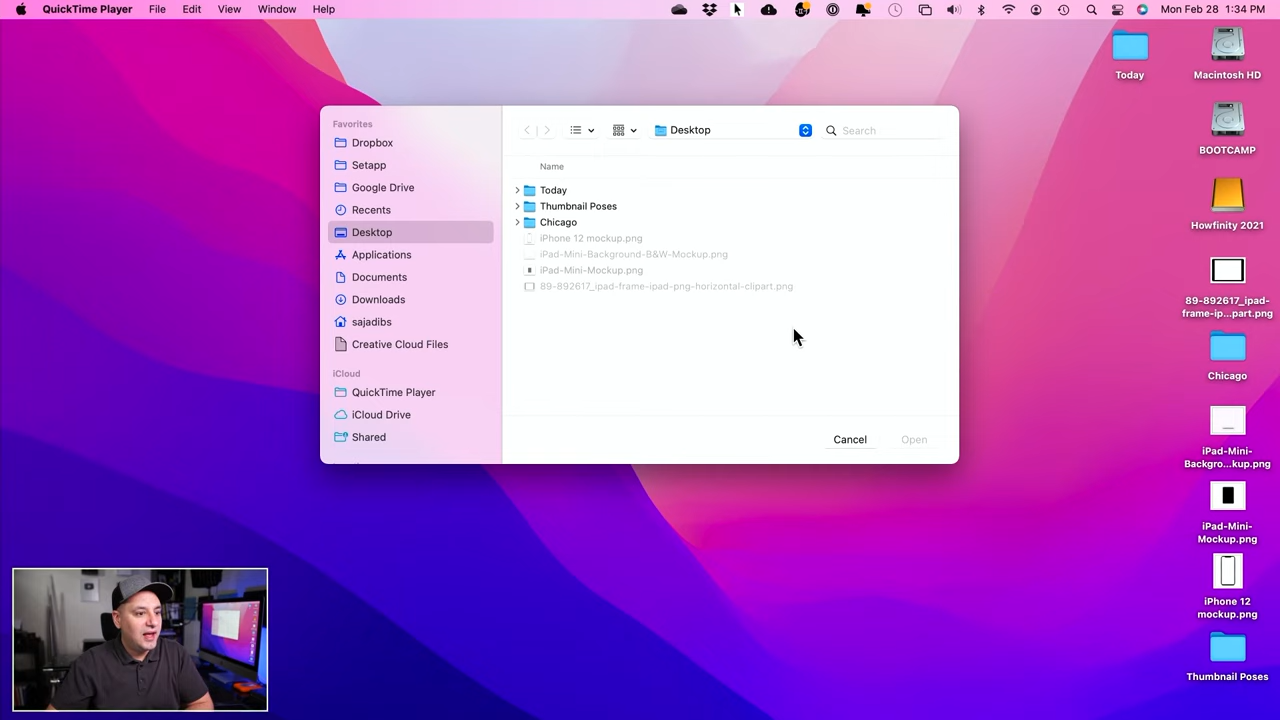 QuickTime Player File Edit View Window Help Mon Feb 28 1:34 PM
Favorites
Dropbox
Setapp
Google Drive
Recents
Desktop
Applications
Documents
Downloads
sajadibs
Creative Cloud Files
iCloud
QuickTime Player
iCloud Drive
Shared
Desktop
Search
Name
Today
Thumbnail Poses
Chicago
iPhone 12 mockup.png
iPad-Mini-Background-B&W-Mockup.png
iPad-Mini-Mockup.png
89-892617_ipad-frame-ipad-png-horizontal-clipart.png
Cancel Open
Today
Macintosh HD
BOOTCAMP
Howfinity 2021
89-892617_ipad-
frame-ip...part.png
Chicago
iPad-Mini-
Backgro...kup.png
iPad-Mini-
Mockup.png
iPhone 12
mockup.png
Thumbnail Poses